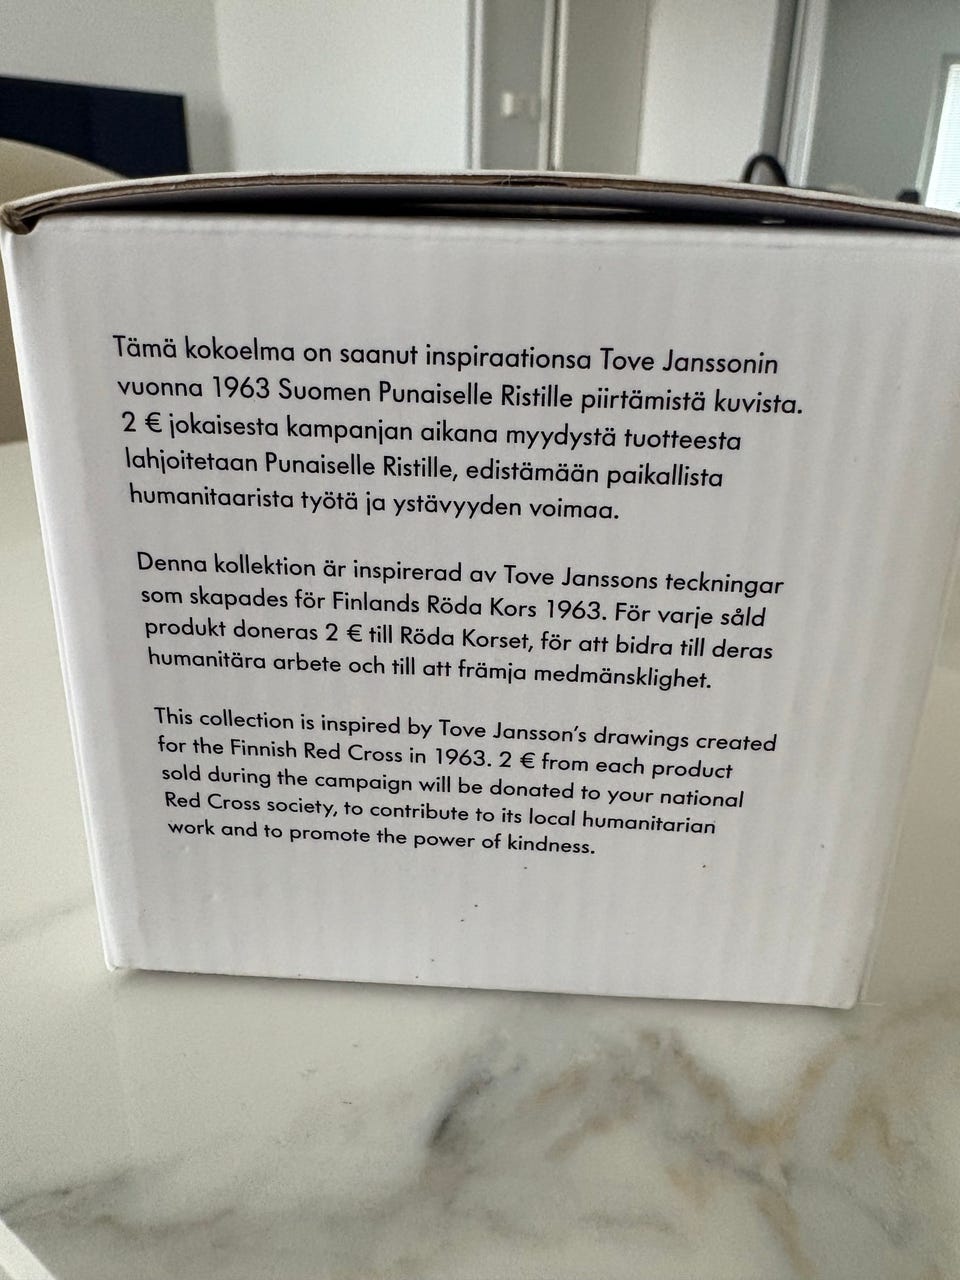 Tämä kokoelma on saanut inspiraationsa Tove Janssonin
vuonna 1963 Suomen Punaiselle Ristille piirtämistä kuvista.
2 € jokaisesta kampanjan aikana myydystä tuotteesta
lahjoitetaan Punaiselle Ristille, edistämään paikallista
humanitaarista työtä ja ystävyyden voimaa.
Denna kollektion är inspirerad av Tove Janssons teckningar
som skapades för Finlands Röda Kors 1963. För varje såld
produkt doneras 2 € till Röda Korset, för att bidra till deras
humanitära arbete och till att främja medmänsklighet.
This collection is inspired by Tove Jansson’s drawings created
for the Finnish Red Cross in 1963. 2 € from each product
sold during the campaign will be donated to your national
Red Cross society, to contribute to its local humanitarian
work and to promote the power of kindness.